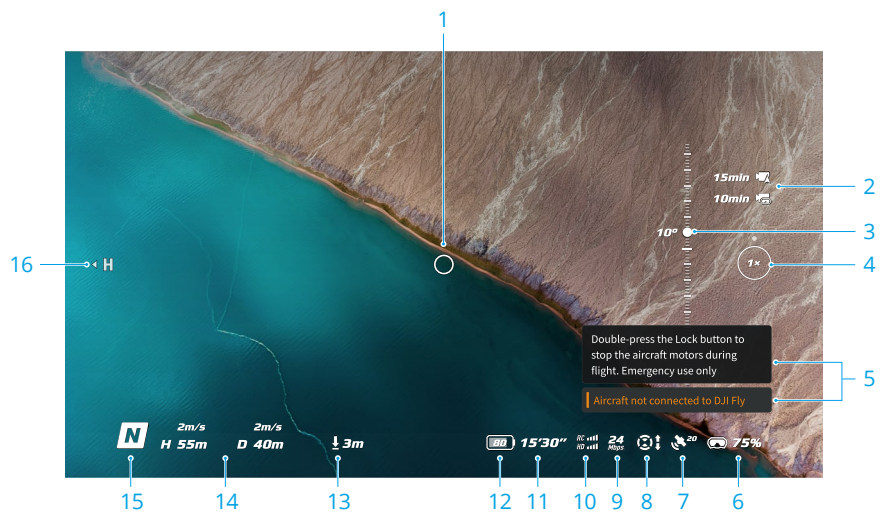 1
15min
2
10min
10°
3
16
H
1×
4
Double-press the Lock button to
stop the aircraft motors during
flight. Emergency use only
5
Aircraft not connected to DJI Fly
N
2m/s
H 55m
2m/s
D 40m
3m
80
15'30"
RC
HD
24
Mbps
20
75%
15
14
13
12
11
10
9
8
7
6